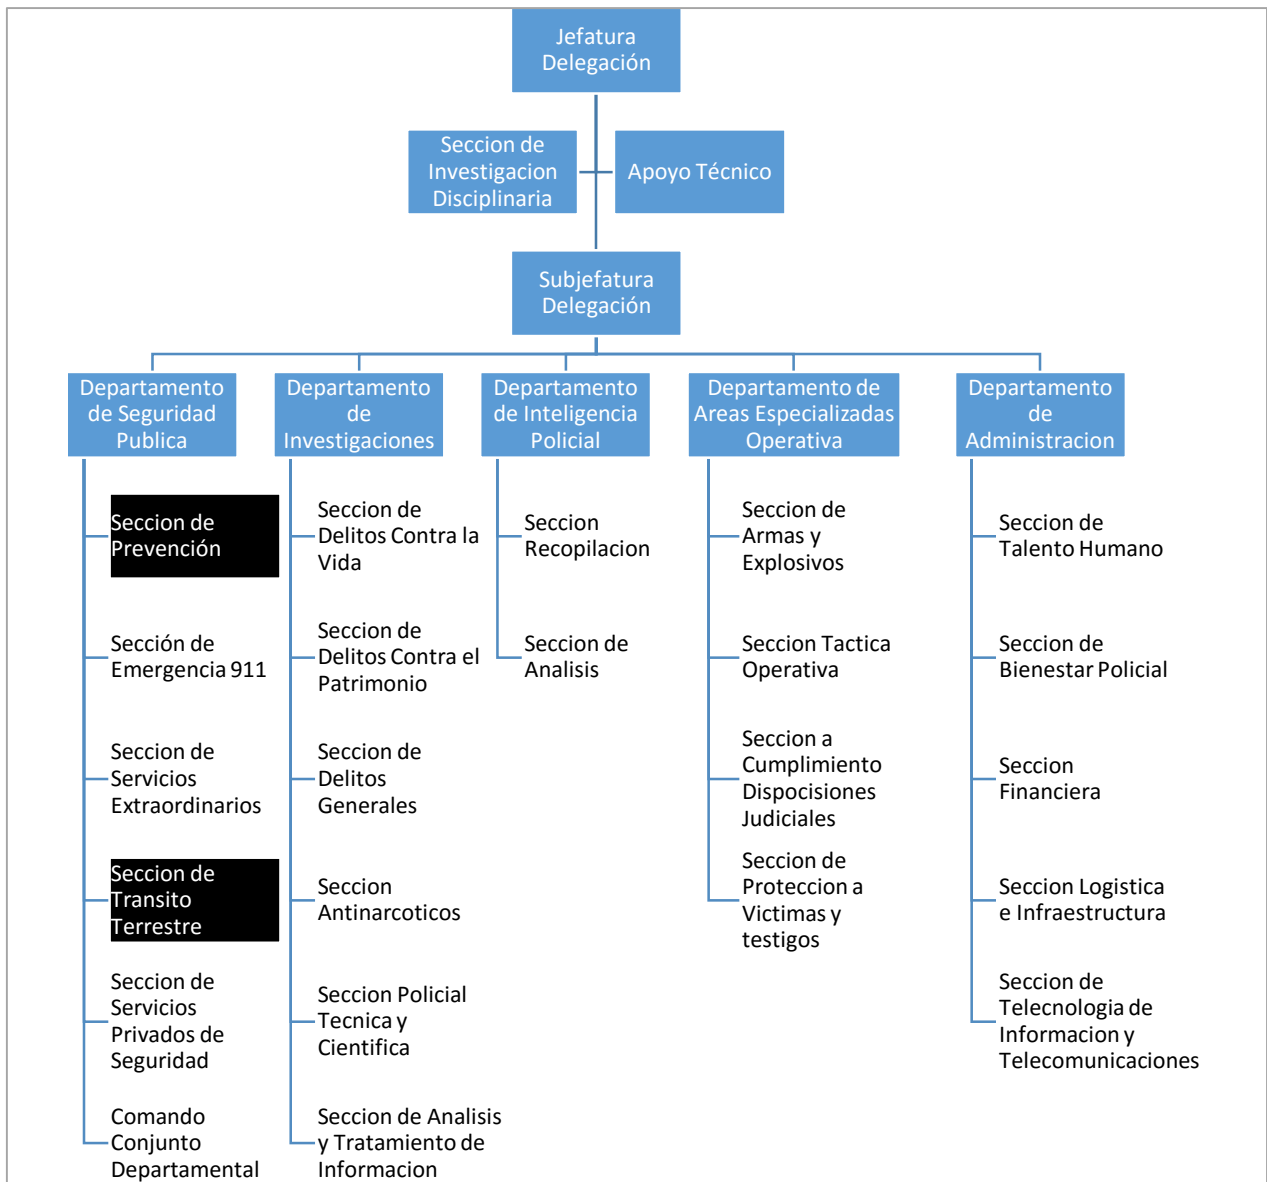 Jefatura
Delegación
Seccion de
Investigacion
Disciplinaria
Apoyo Técnico
Subjefatura
Delegación
Departamento
de Seguridad
Publica
Seccion de
Prevención
Sección de
Emergencia 911
Seccion de
Servicios
Extraordinarios
Seccion de
Transito
Terrestre
Seccion de
Servicios
Privados de
Seguridad
Comando
Conjunto
Departamental
Departamento
de
Investigaciones
Seccion de
Delitos Contra la
Vida
Seccion de
Delitos Contra el
Patrimonio
Seccion de
Delitos
Generales
Seccion
Antinarcoticos
Seccion Policial
Tecnica y
Cientifica
Seccion de Analisis
y Tratamiento de
Informacion
Departamento
de Inteligencia
Policial
Seccion
Recopilacion
Seccion de
Analisis
Departamento de
Areas Especializadas
Operativa
Seccion de
Armas y
Explosivos
Seccion Tactica
Operativa
Seccion a
Cumplimiento
Dispocisiones
Judiciales
Seccion de
Proteccion a
Victimas y
testigos
Departamento
de
Administracion
Seccion de
Talento Humano
Seccion de
Bienestar Policial
Seccion
Financiera
Seccion Logistica
e Infraestructura
Seccion de
Telecnologia de
Informacion y
Telecomunicaciones